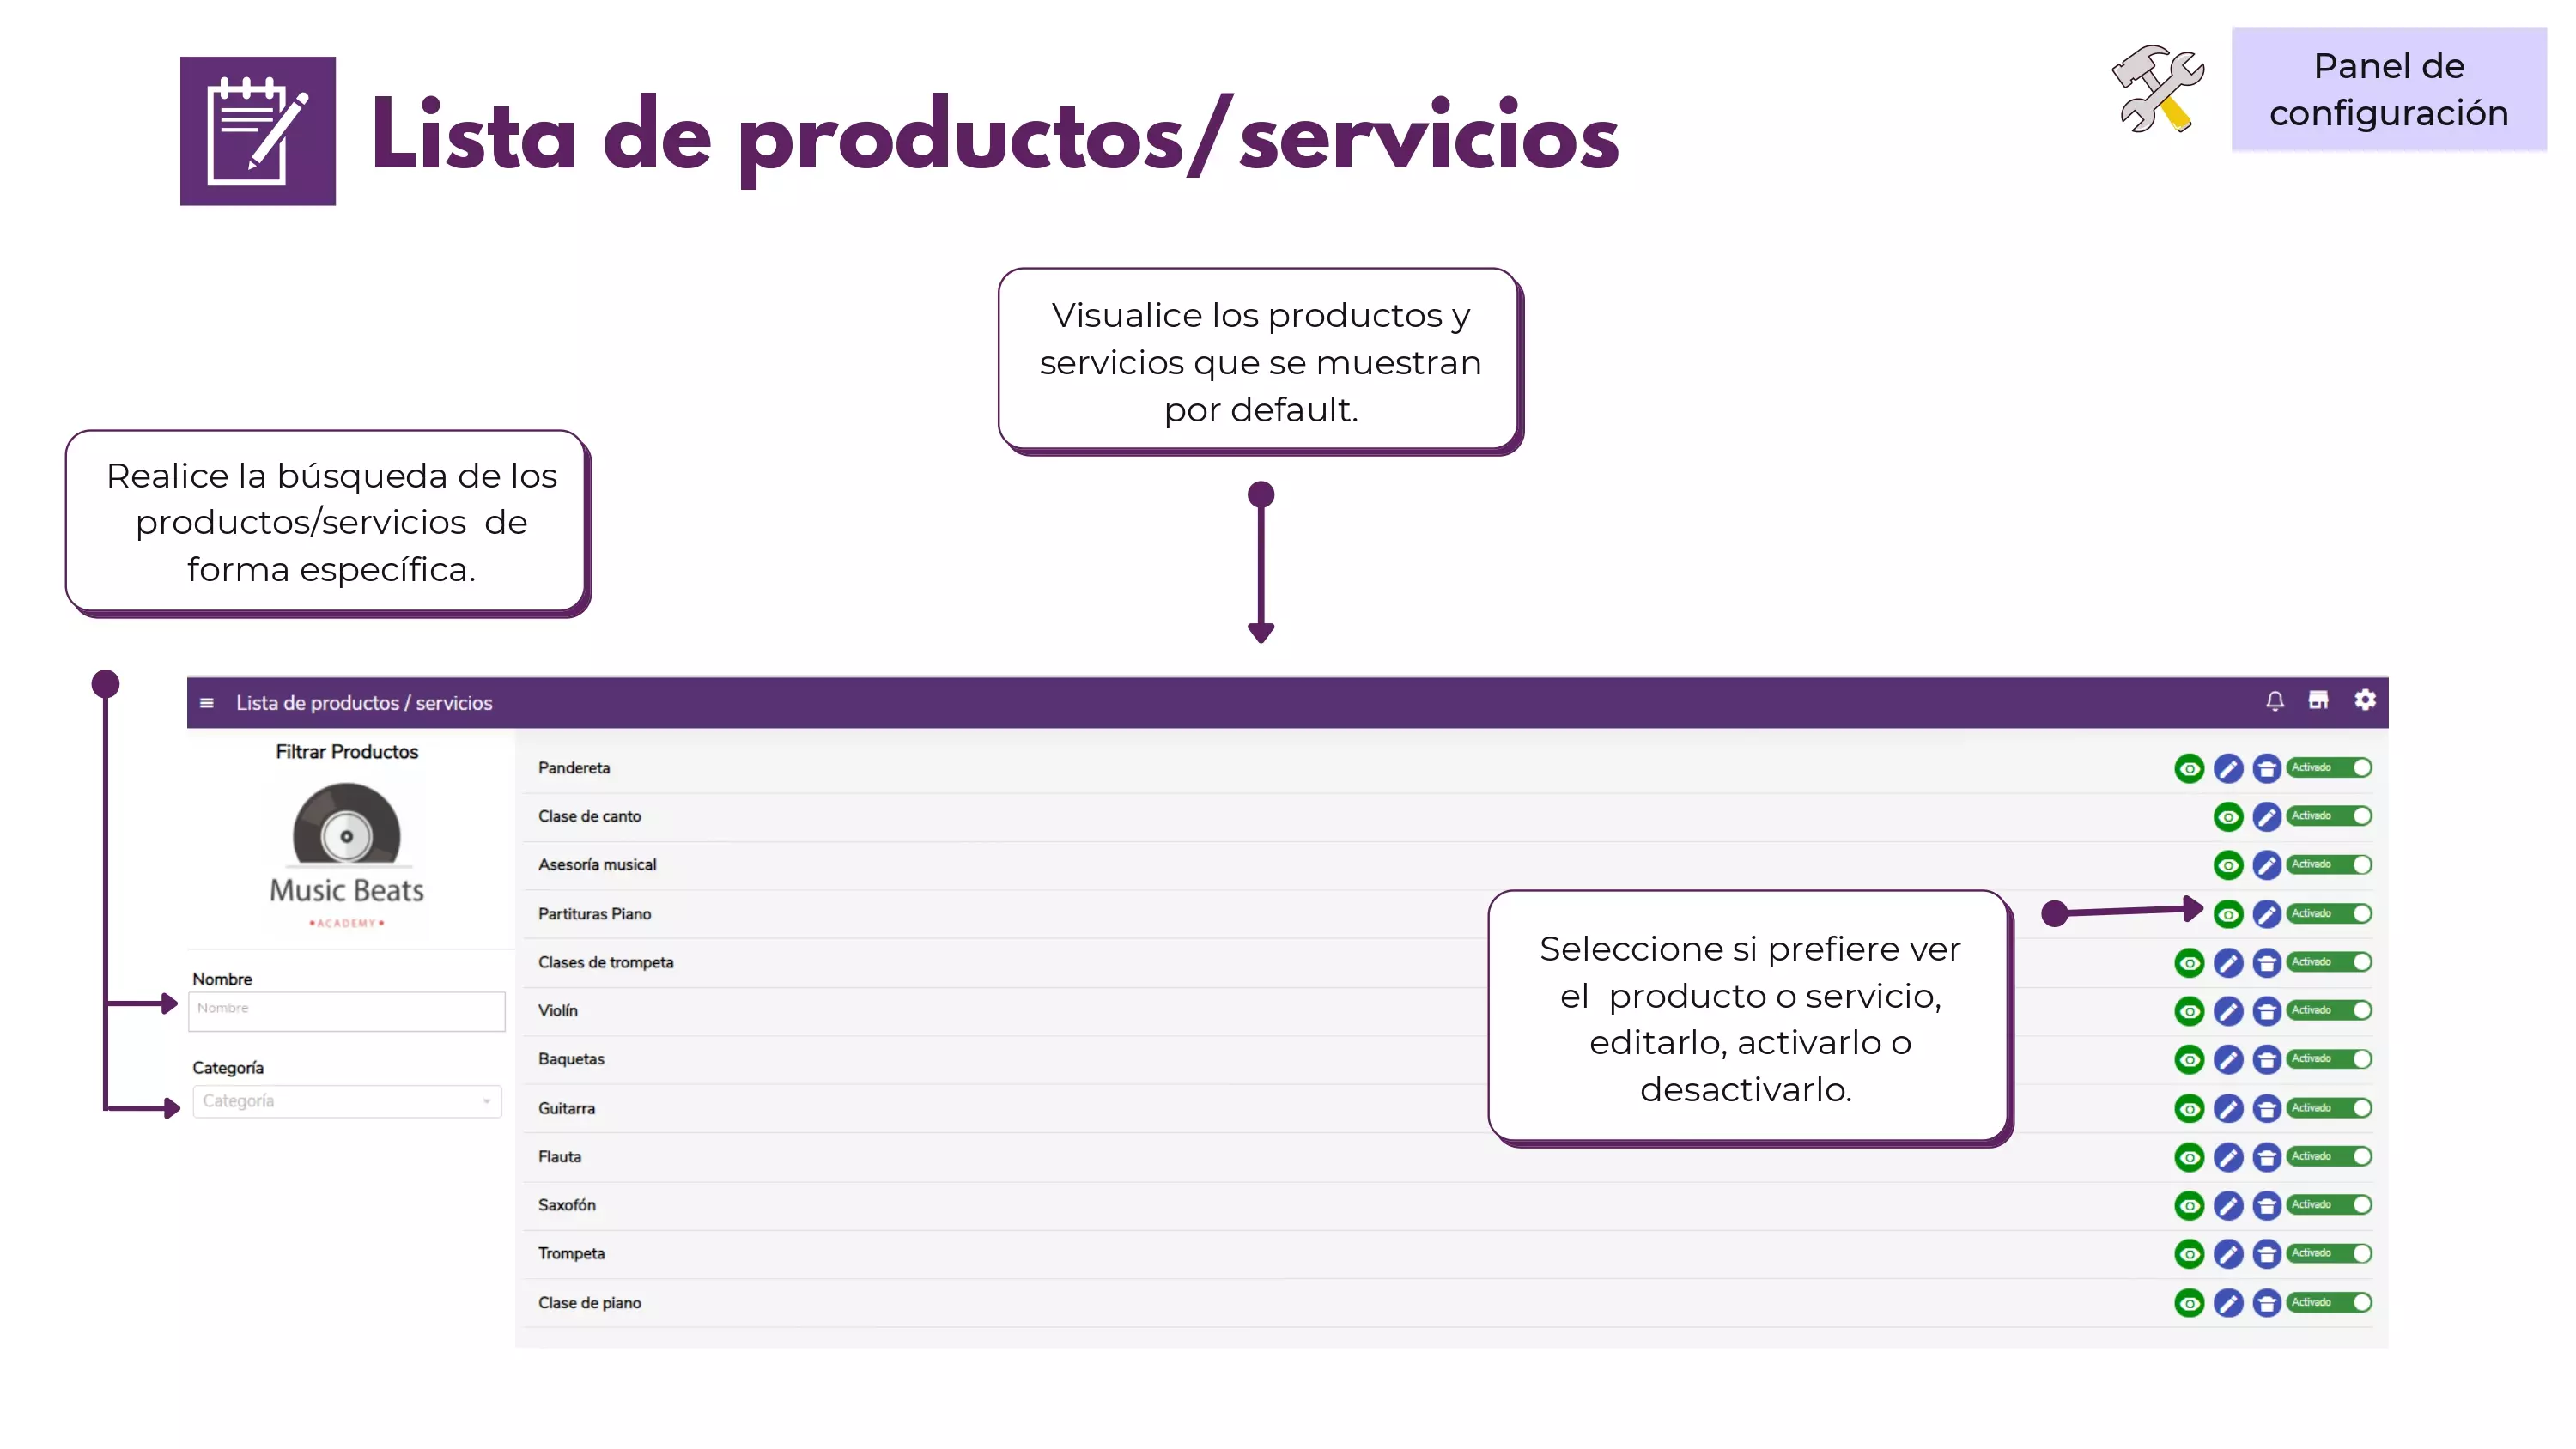 Lista de productos/servicios
Panel de
configuración
Visualice los productos y
servicios que se muestran
por default.
Realice la búsqueda de los
productos/servicios de
forma específica.
Lista de productos / servicios
Filtrar Productos
Music Beats
•ACADEMY•
Nombre
Nombre
Categoría
Categoría
Pandereta Activado
Clase de canto Activado
Asesoría musical Activado
Partituras Piano Activado
Clases de trompeta Activado
Violín Activado
Baquetas Activado
Guitarra Activado
Flauta Activado
Saxofón Activado
Trompeta Activado
Clase de piano Activado
Seleccione si prefiere ver
el producto o servicio,
editarlo, activarlo o
desactivarlo.